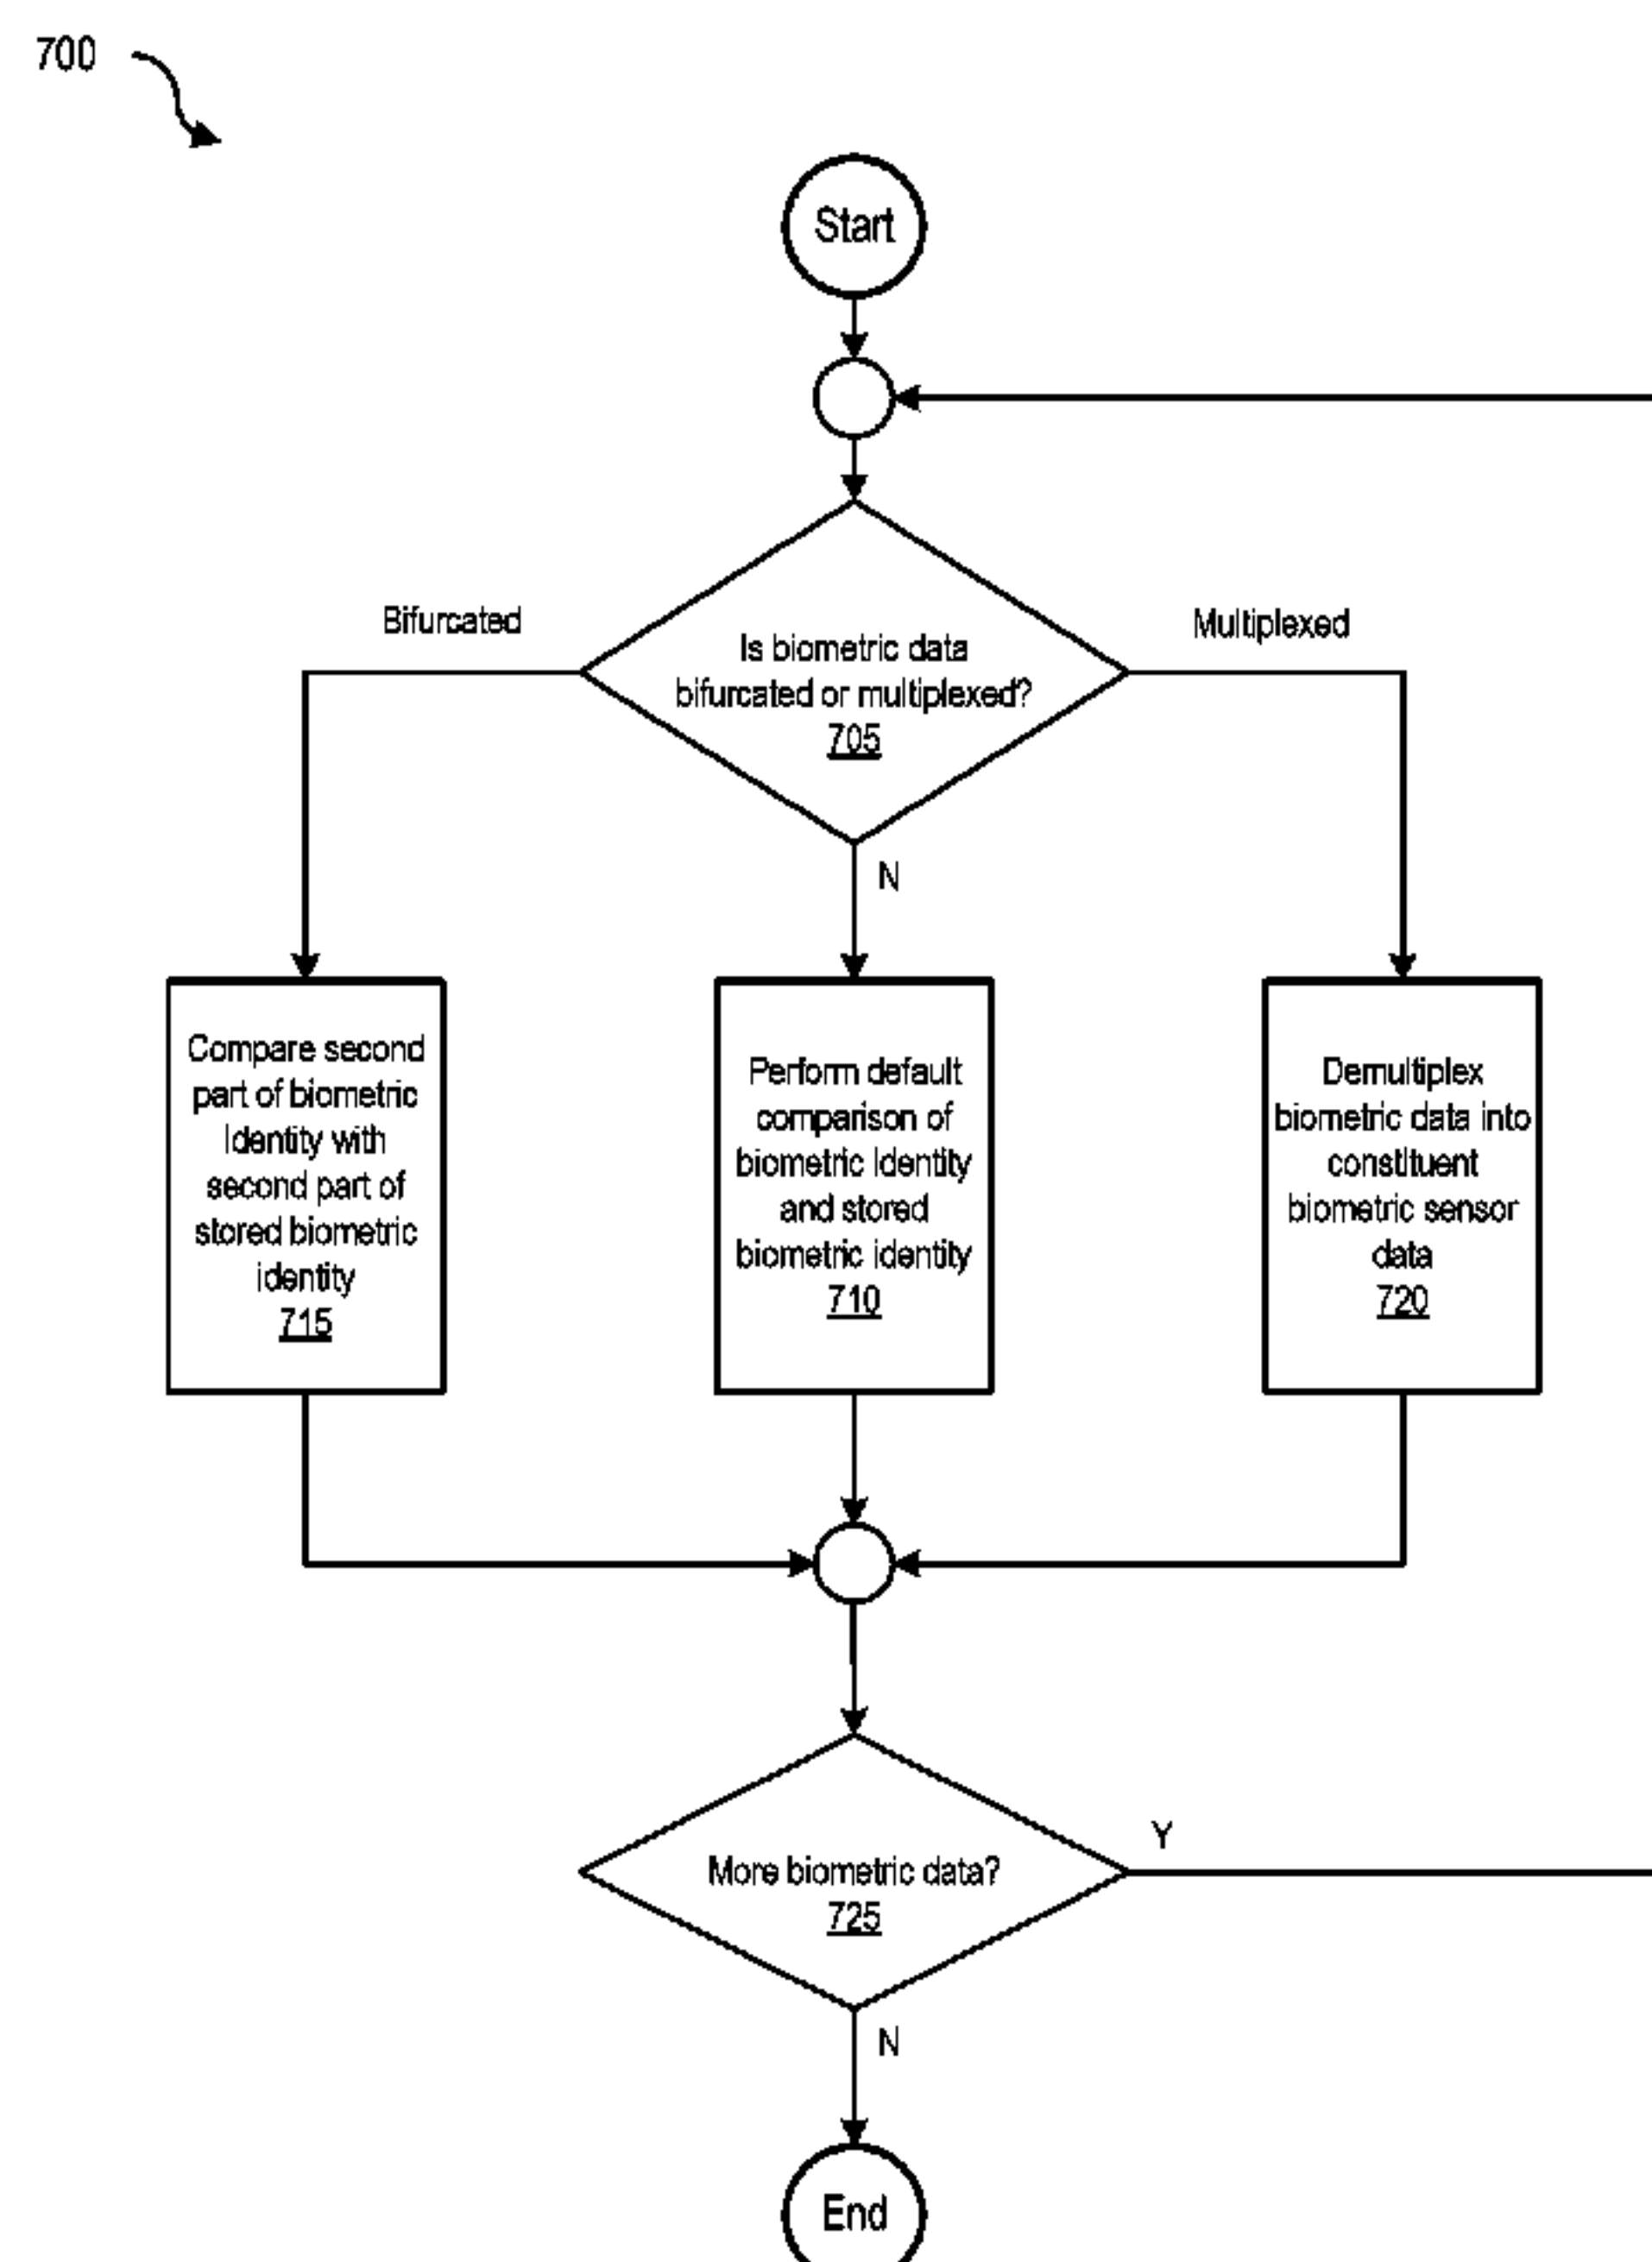 700
Start
Bifurcated
Multiplexed
Is biometric data
bifurcated or multiplexed?
705
N
Compare second
part of biometric
Identity with
second part of
stored biometric
identity
715
Perform default
comparison of
biometric Identity
and stored
biometric identity
710
Demultiplex
biometric data into
constituent
biometric sensor
data
720
Y
More biometric data?
725
N
End